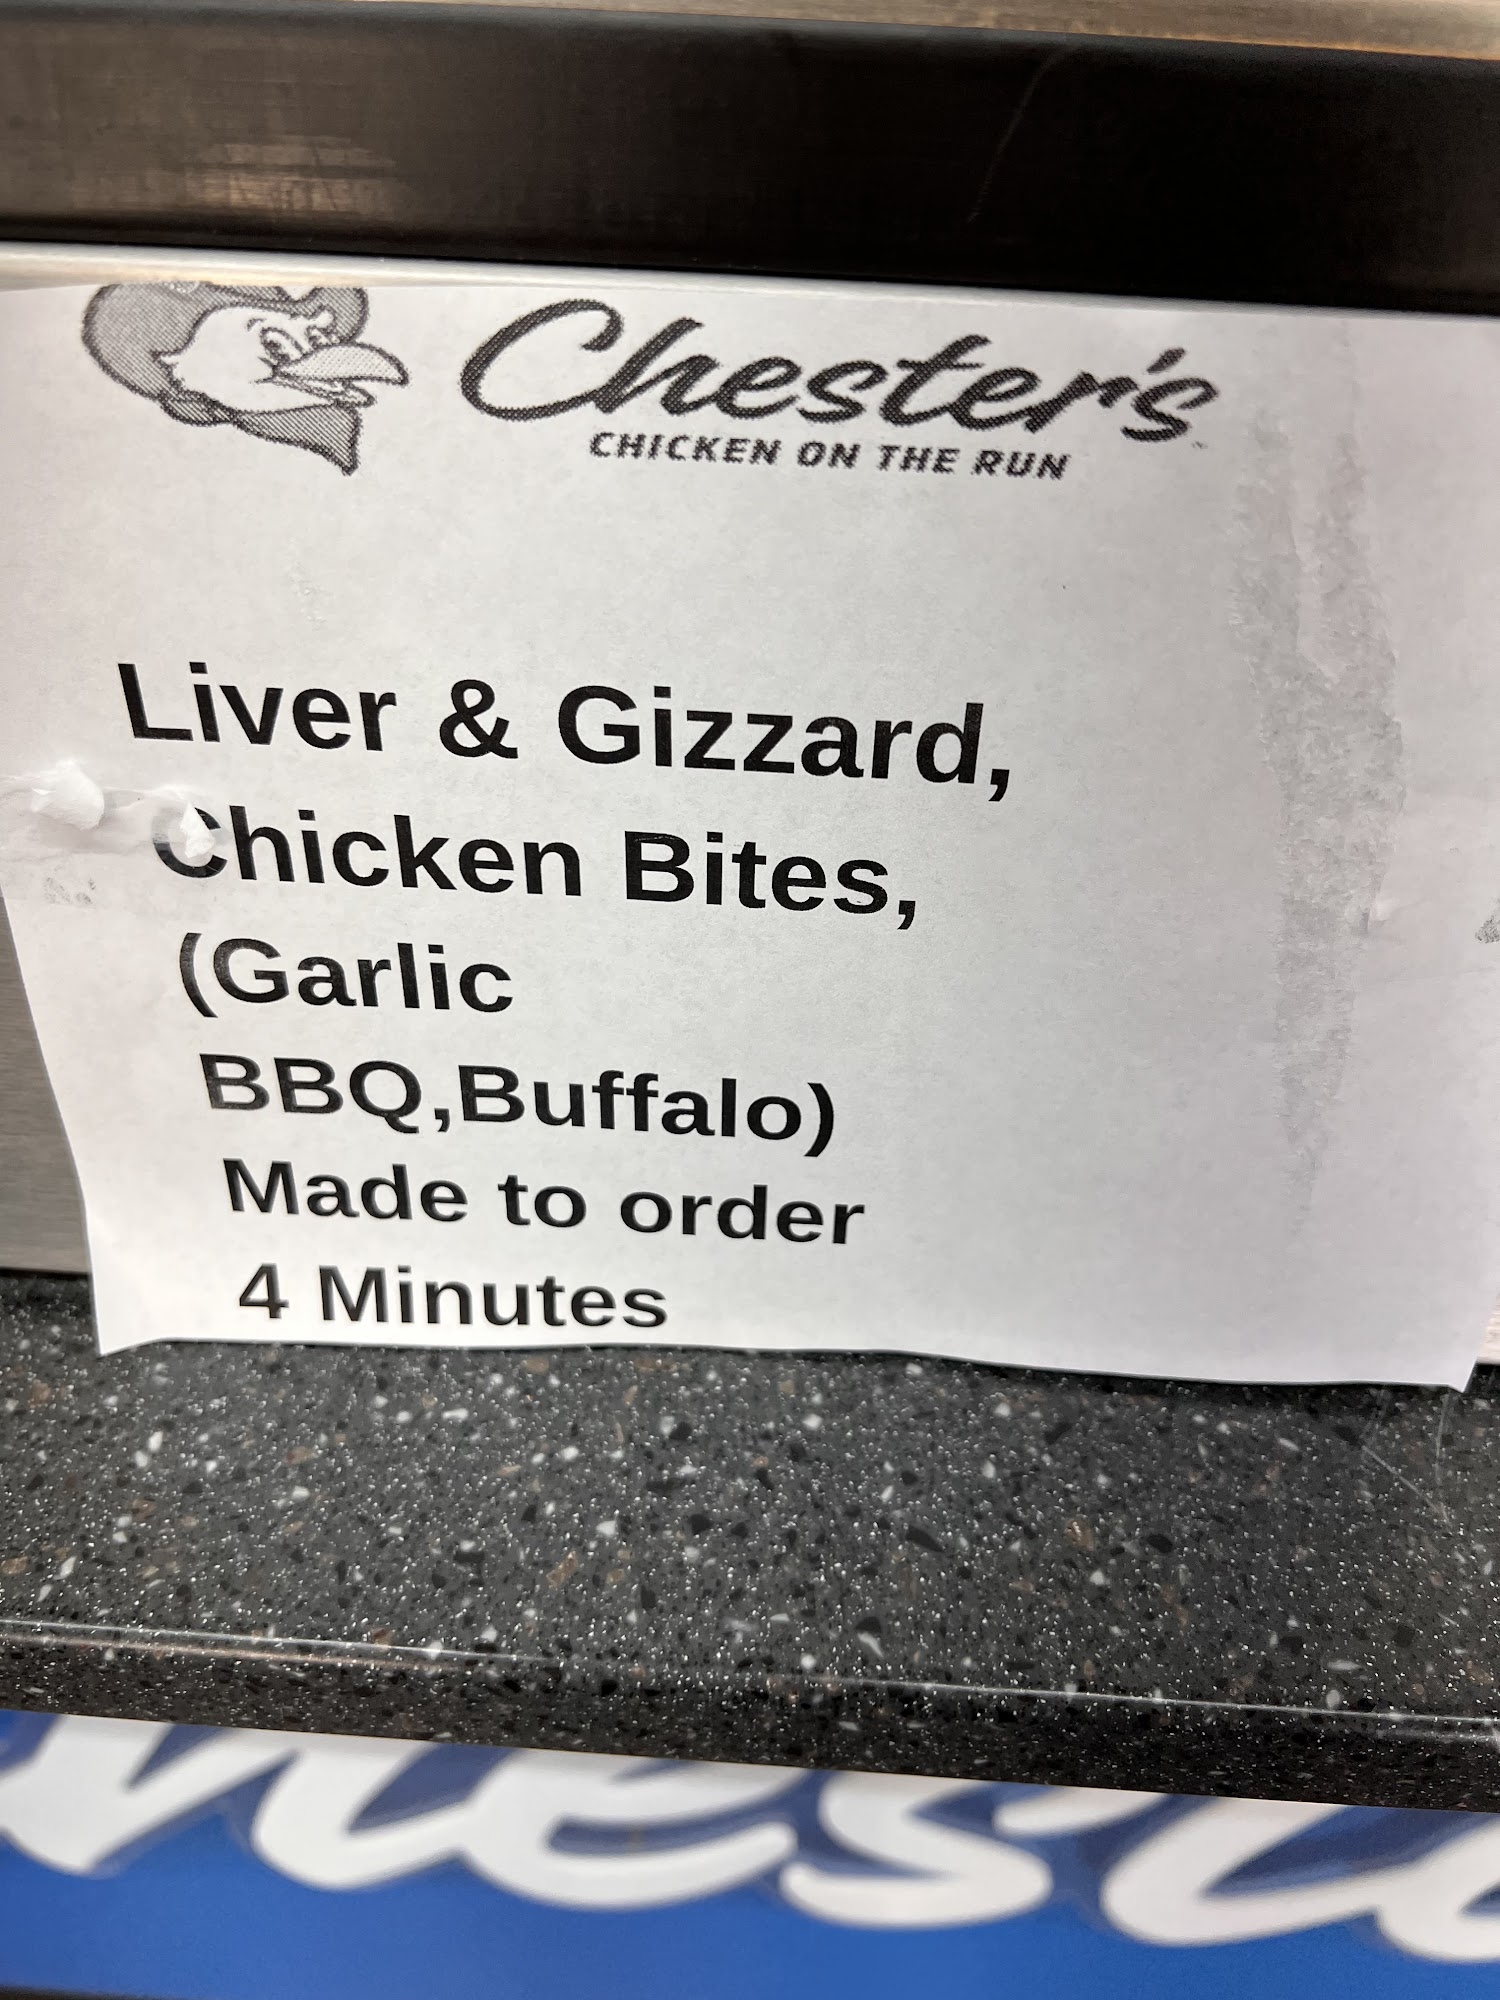 Chester's
CHICKEN ON THE RUN
Liver & Gizzard,
Chicken Bites,
(Garlic
BBQ,Buffalo)
Made to order
4 Minutes